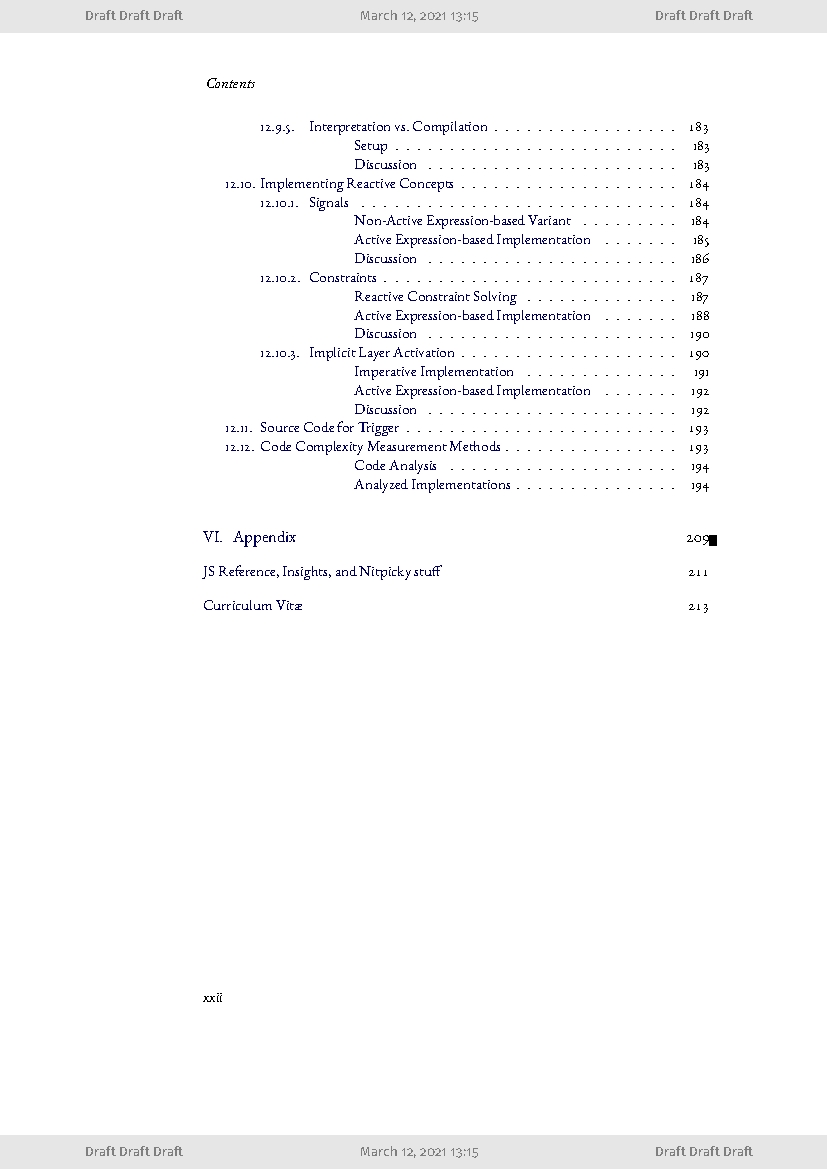 Draft Draft Draft March 12, 2021 13:15 Draft Draft Draft
Contents
12.9.5. Interpretation vs. Compilation . . . . . . . . . . . . . . . . . 183
Setup . . . . . . . . . . . . . . . . . . . . . . . . . . 183
Discussion . . . . . . . . . . . . . . . . . . . . . . . 183
12.10. Implementing Reactive Concepts . . . . . . . . . . . . . . . . . . . . 184
12.10.1. Signals . . . . . . . . . . . . . . . . . . . . . . . . . . . . . 184
Non-Active Expression-based Variant . . . . . . . . . 184
Active Expression-based Implementation . . . . . . . 185
Discussion . . . . . . . . . . . . . . . . . . . . . . . 186
12.10.2. Constraints . . . . . . . . . . . . . . . . . . . . . . . . . . . 187
Reactive Constraint Solving . . . . . . . . . . . . . . 187
Active Expression-based Implementation . . . . . . . 188
Discussion . . . . . . . . . . . . . . . . . . . . . . . 190
12.10.3. Implicit Layer Activation . . . . . . . . . . . . . . . . . . . . 190
Imperative Implementation . . . . . . . . . . . . . . 191
Active Expression-based Implementation . . . . . . . 192
Discussion . . . . . . . . . . . . . . . . . . . . . . . 192
12.11. Source Code for Trigger . . . . . . . . . . . . . . . . . . . . . . . . . 193
12.12. Code Complexity Measurement Methods . . . . . . . . . . . . . . . . 193
Code Analysis . . . . . . . . . . . . . . . . . . . . . 194
Analyzed Implementations . . . . . . . . . . . . . . . 194
VI. Appendix 209
JS Reference, Insights, and Nitpicky stuff 211
Curriculum Vitæ 213
xxii
Draft Draft Draft March 12, 2021 13:15 Draft Draft Draft